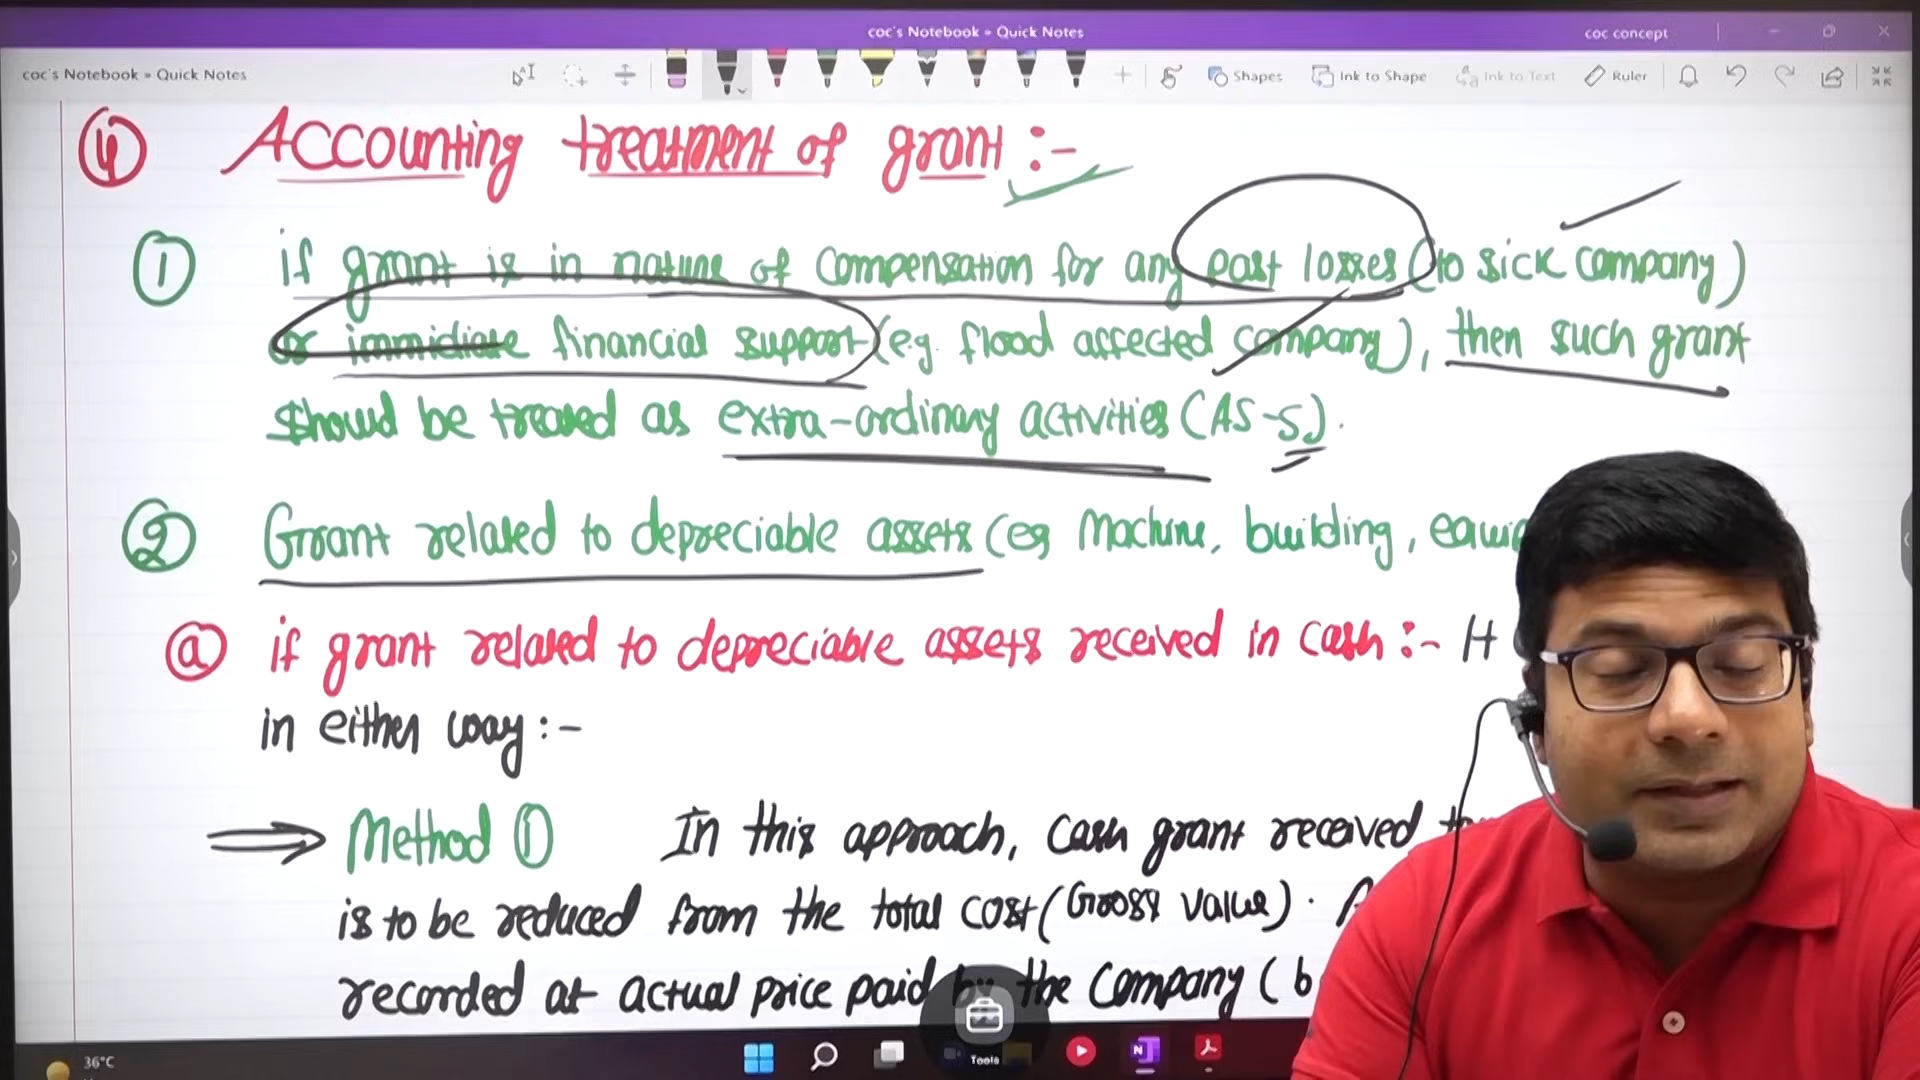 coc's Notebook » Quick Notes
coc concept
coc's Notebook » Quick Notes
Shapes
Ink to Shape
Ink to Text
Ruler
4 Accounting treatment of grant :-
1 if grant is in nature of compensation for any past losses (to sick company)
or immidiate financial support (e.g. flood affected company), then such grant
should be treated as extra-ordinary activities (AS-5).
2 Grant related to depreciable assets (eg Machine, building,
a if grant related to depreciable assets received in cash :- It
in either way :-
⇒ Method 1 In this approach, cash grant received
is to be reduced from the total cost (Gross value).
recorded at actual price paid by the company (b
Tools
36°C